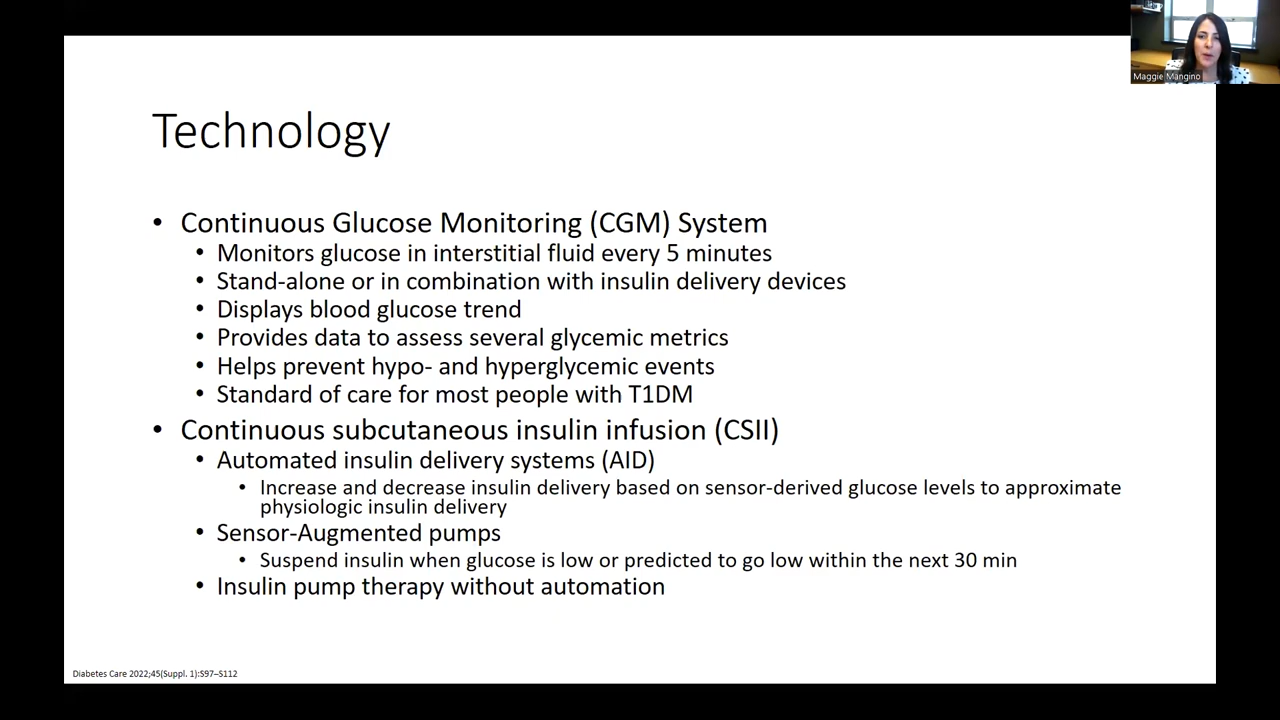 Maggie Mangino
Technology
• Continuous Glucose Monitoring (CGM) System
• Monitors glucose in interstitial fluid every 5 minutes
• Stand-alone or in combination with insulin delivery devices
• Displays blood glucose trend
• Provides data to assess several glycemic metrics
• Helps prevent hypo- and hyperglycemic events
• Standard of care for most people with T1DM
• Continuous subcutaneous insulin infusion (CSII)
• Automated insulin delivery systems (AID)
• Increase and decrease insulin delivery based on sensor-derived glucose levels to approximate
physiologic insulin delivery
• Sensor-Augmented pumps
• Suspend insulin when glucose is low or predicted to go low within the next 30 min
• Insulin pump therapy without automation
Diabetes Care 2022;45(Suppl. 1):S97–S112